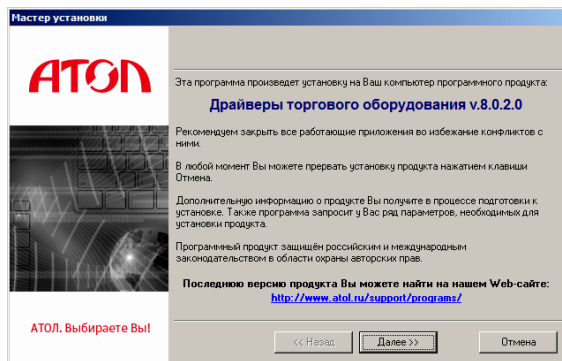 Мастер установки
АТОЛ
Эта программа произведет установку на Ваш компьютер программного продукта:
Драйверы торгового оборудования v.8.0.2.0
Рекомендуем закрыть все работающие приложения во избежание конфликтов с
ними.
В любой момент Вы можете прервать установку продукта нажатием клавиши
Отмена.
Дополнительную информацию о продукте Вы получите в процессе подготовки к
установке. Также программа запросит у Вас ряд параметров, необходимых для
установки продукта.
Программный продукт защищён российским и международным
законодательством в области охраны авторских прав.
Последнюю версию продукта Вы можете найти на нашем Web-сайте:
http://www.atol.ru/support/programs/
АТОЛ. Выбираете Вы!
<< Назад
Далее >>
Отмена